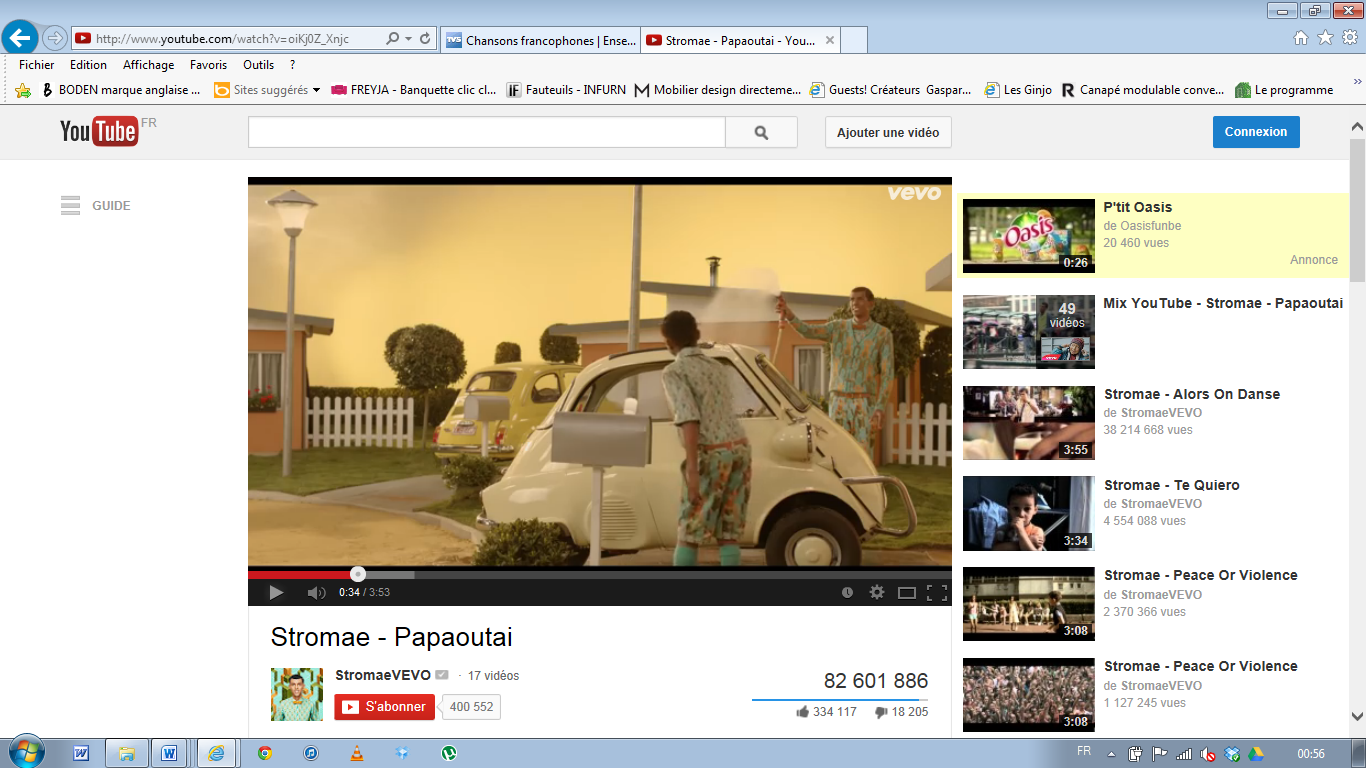 http://www.youtube.com/watch?v=oiKj0Z_Xnjc
TV5 Chansons francophones | Ense...
Stromae - Papaoutai - You...
Fichier Edition Affichage Favoris Outils ?
BODEN marque anglaise ...
Sites suggérés
FREYJA - Banquette clic cl...
IF Fauteuils - INFURN
Mobilier design directeme...
Guests! Créateurs Gaspar...
Les Ginjo
R Canapé modulable conve...
Le programme
YouTube FR
Ajouter une vidéo
Connexion
GUIDE
vevo
0:34 / 3:53
Stromae - Papaoutai
StromaeVEVO · 17 vidéos
S'abonner 400 552
82 601 886
334 117 18 205
Oasis
0:26
P'tit Oasis
de Oasisfunbe
20 460 vues
Annonce
49
vidéos
Mix YouTube - Stromae - Papaoutai
3:55
Stromae - Alors On Danse
de StromaeVEVO
38 214 668 vues
3:34
Stromae - Te Quiero
de StromaeVEVO
4 554 088 vues
3:08
Stromae - Peace Or Violence
de StromaeVEVO
2 370 366 vues
3:08
Stromae - Peace Or Violence
de StromaeVEVO
1 127 245 vues
FR
00:56